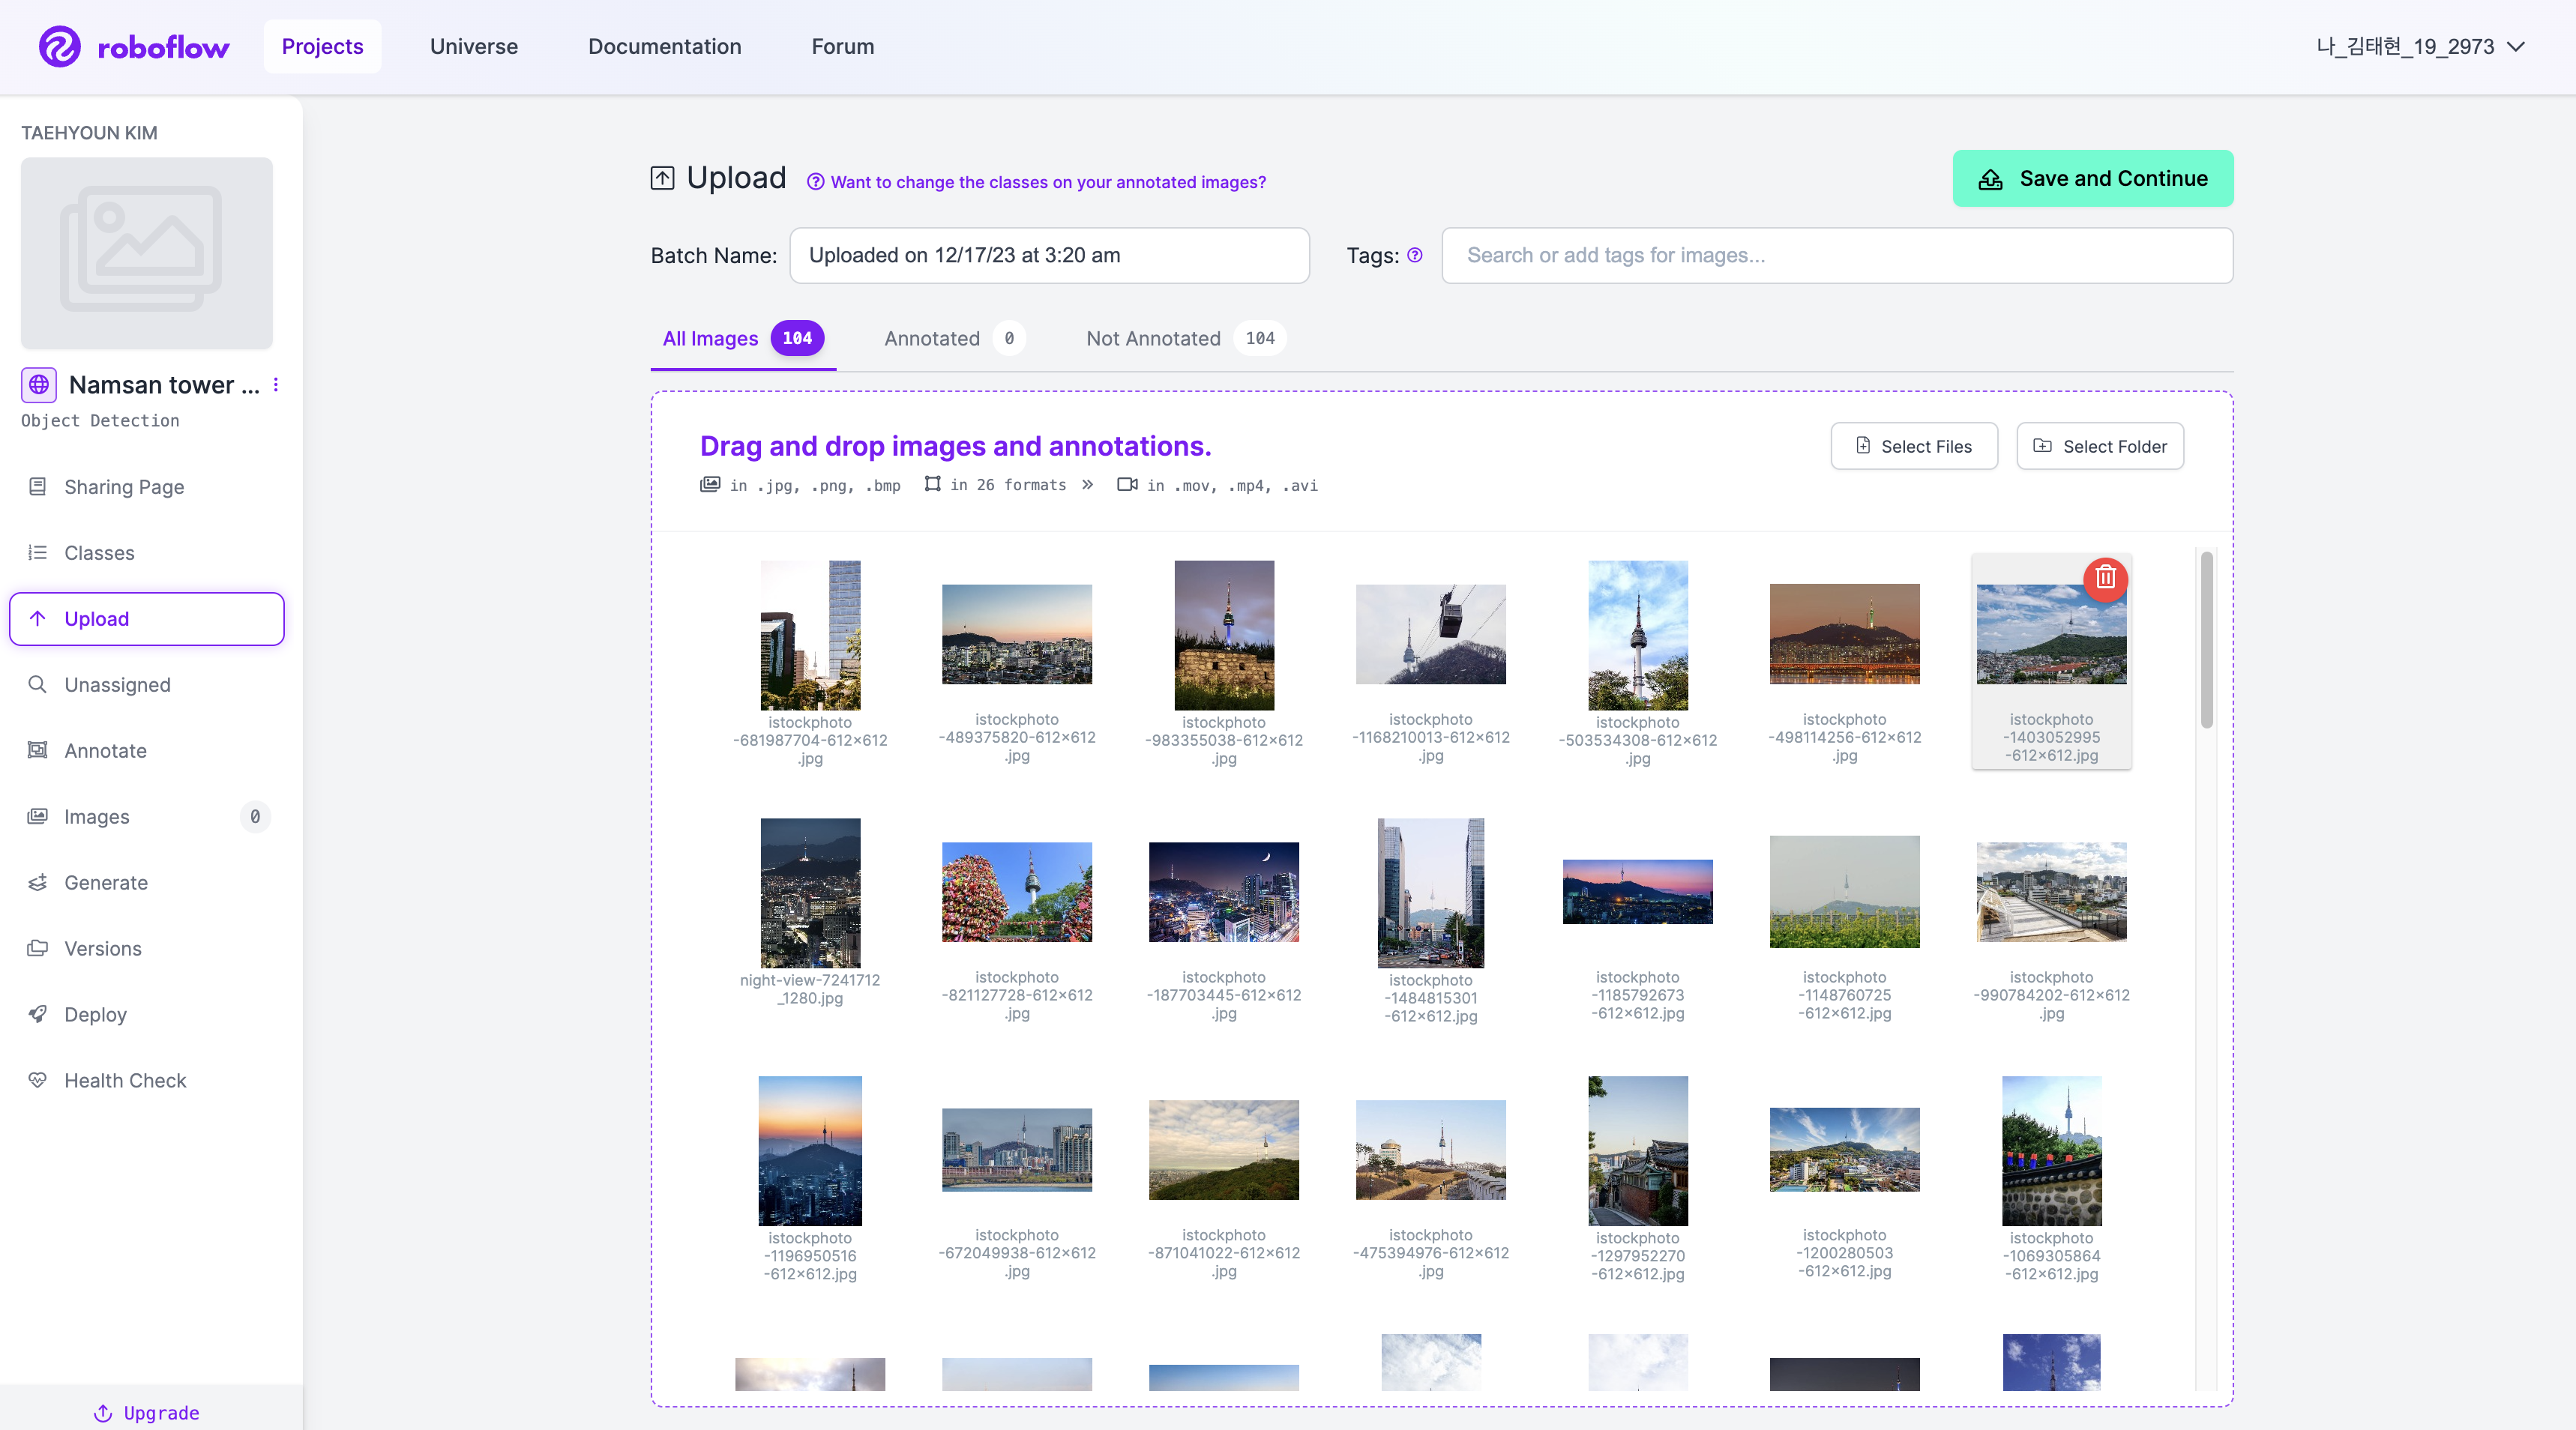 roboflow
Projects
Universe
Documentation
Forum
나_김태현_19_2973
TAEHYOUN KIM
Namsan tower ...
Object Detection
Sharing Page
Classes
Upload
Unassigned
Annotate
Images 0
Generate
Versions
Deploy
Health Check
Upgrade
Upload
Want to change the classes on your annotated images?
Save and Continue
Batch Name: Uploaded on 12/17/23 at 3:20 am
Tags: Search or add tags for images...
All Images 104
Annotated 0
Not Annotated 104
Drag and drop images and annotations.
Select Files
Select Folder
in .jpg, .png, .bmp
in 26 formats »
in .mov, .mp4, .avi
istockphoto
-681987704-612×612
.jpg
istockphoto
-489375820-612×612
.jpg
istockphoto
-983355038-612×612
.jpg
istockphoto
-1168210013-612×612
.jpg
istockphoto
-503534308-612×612
.jpg
istockphoto
-498114256-612×612
.jpg
istockphoto
-1403052995
-612×612.jpg
night-view-7241712
_1280.jpg
istockphoto
-821127728-612×612
.jpg
istockphoto
-187703445-612×612
.jpg
istockphoto
-1484815301
-612×612.jpg
istockphoto
-1185792673
-612×612.jpg
istockphoto
-1148760725
-612×612.jpg
istockphoto
-990784202-612×612
.jpg
istockphoto
-1196950516
-612×612.jpg
istockphoto
-672049938-612×612
.jpg
istockphoto
-871041022-612×612
.jpg
istockphoto
-475394976-612×612
.jpg
istockphoto
-1297952270
-612×612.jpg
istockphoto
-1200280503
-612×612.jpg
istockphoto
-1069305864
-612×612.jpg